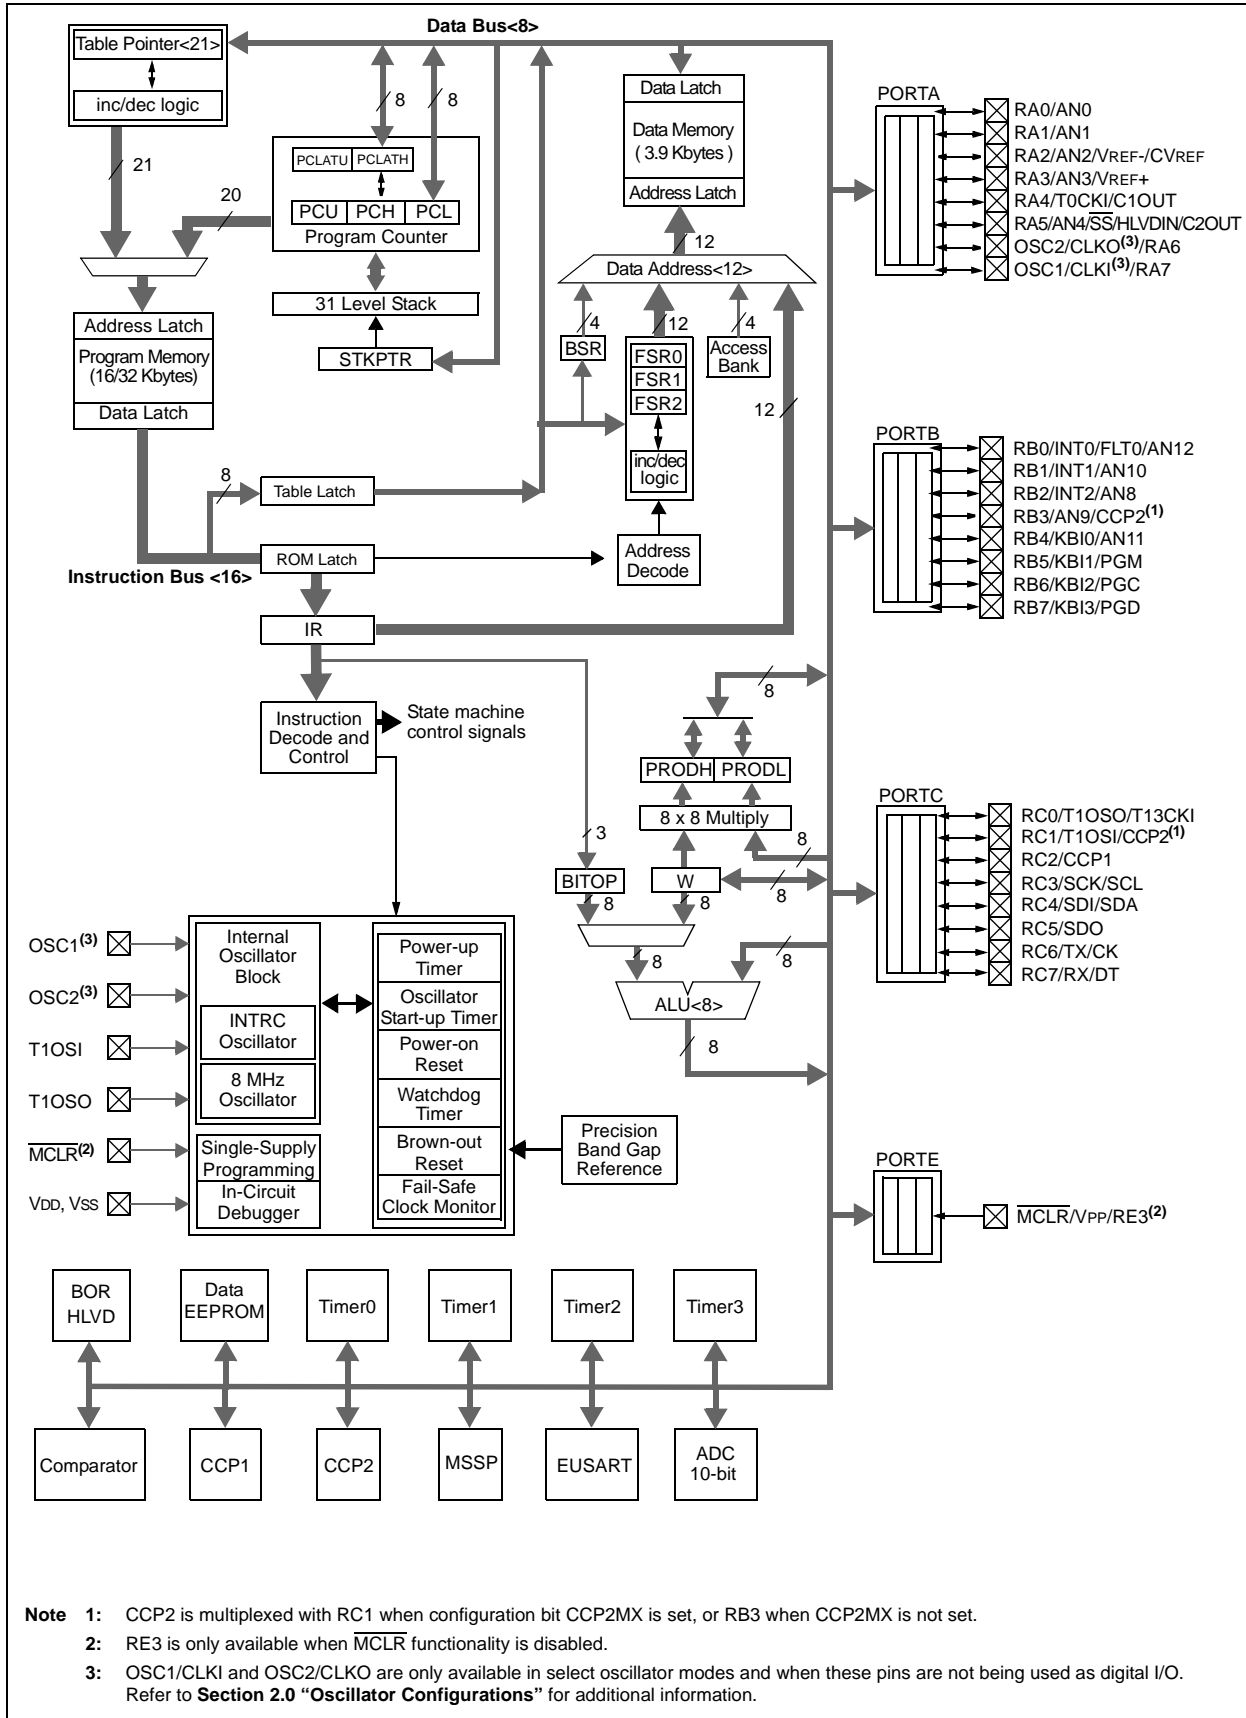 Data Bus<8>
Table Pointer<21>
inc/dec logic
21
20
8
8
PCLATU
PCLATH
PCU
PCH
PCL
Program Counter
31 Level Stack
STKPTR
Address Latch
Program Memory
(16/32 Kbytes)
Data Latch
Instruction Bus <16>
8
Table Latch
ROM Latch
IR
Data Latch
Data Memory
( 3.9 Kbytes )
Address Latch
12
Data Address<12>
4
12
4
BSR
FSR0
FSR1
FSR2
inc/dec
logic
Access
Bank
12
Address
Decode
Instruction
Decode and
Control
State machine
control signals
8
PRODH
PRODL
8 x 8 Multiply
3
8
BITOP
W
8
8
8
8
8
ALU<8>
8
OSC1(3)
OSC2(3)
T1OSI
T1OSO
MCLR(2)
VDD, VSS
Internal
Oscillator
Block
INTRC
Oscillator
8 MHz
Oscillator
Single-Supply
Programming
In-Circuit
Debugger
Power-up
Timer
Oscillator
Start-up Timer
Power-on
Reset
Watchdog
Timer
Brown-out
Reset
Fail-Safe
Clock Monitor
Precision
Band Gap
Reference
PORTA
RA0/AN0
RA1/AN1
RA2/AN2/VREF-/CVREF
RA3/AN3/VREF+
RA4/T0CKI/C1OUT
RA5/AN4/SS/HLVDIN/C2OUT
OSC2/CLKO(3)/RA6
OSC1/CLKI(3)/RA7
PORTB
RB0/INT0/FLT0/AN12
RB1/INT1/AN10
RB2/INT2/AN8
RB3/AN9/CCP2(1)
RB4/KBI0/AN11
RB5/KBI1/PGM
RB6/KBI2/PGC
RB7/KBI3/PGD
PORTC
RC0/T1OSO/T13CKI
RC1/T1OSI/CCP2(1)
RC2/CCP1
RC3/SCK/SCL
RC4/SDI/SDA
RC5/SDO
RC6/TX/CK
RC7/RX/DT
PORTE
MCLR/VPP/RE3(2)
BOR
HLVD
Data
EEPROM
Timer0
Timer1
Timer2
Timer3
Comparator
CCP1
CCP2
MSSP
EUSART
ADC
10-bit
Note 1: CCP2 is multiplexed with RC1 when configuration bit CCP2MX is set, or RB3 when CCP2MX is not set.
2: RE3 is only available when MCLR functionality is disabled.
3: OSC1/CLKI and OSC2/CLKO are only available in select oscillator modes and when these pins are not being used as digital I/O.
Refer to Section 2.0 “Oscillator Configurations” for additional information.